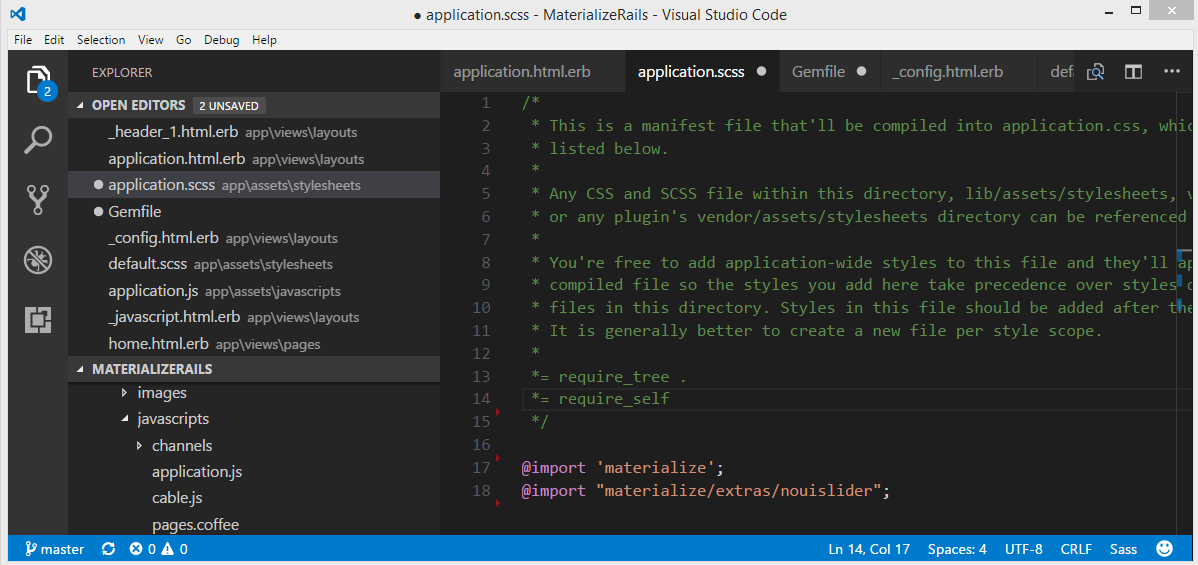 ● application.scss - MaterializeRails - Visual Studio Code
File Edit Selection View Go Debug Help
2
EXPLORER
OPEN EDITORS 2 UNSAVED
_header_1.html.erb app\views\layouts
application.html.erb app\views\layouts
● application.scss app\assets\stylesheets
● Gemfile
_config.html.erb app\views\layouts
default.scss app\assets\stylesheets
application.js app\assets\javascripts
_javascript.html.erb app\views\layouts
home.html.erb app\views\pages
MATERIALIZERAILS
images
javascripts
channels
application.js
cable.js
pages.coffee
application.html.erb application.scss ● Gemfile ● _config.html.erb defa
1 /*
2 * This is a manifest file that'll be compiled into application.css, whic
3 * listed below.
4 *
5 * Any CSS and SCSS file within this directory, lib/assets/stylesheets, v
6 * or any plugin's vendor/assets/stylesheets directory can be referenced
7 *
8 * You're free to add application-wide styles to this file and they'll ap
9 * compiled file so the styles you add here take precedence over styles
10 * files in this directory. Styles in this file should be added after the
11 * It is generally better to create a new file per style scope.
12 *
13 *= require_tree .
14 *= require_self
15 */
16
17 @import 'materialize';
18 @import "materialize/extras/nouislider";
master 0 0 Ln 14, Col 17 Spaces: 4 UTF-8 CRLF Sass